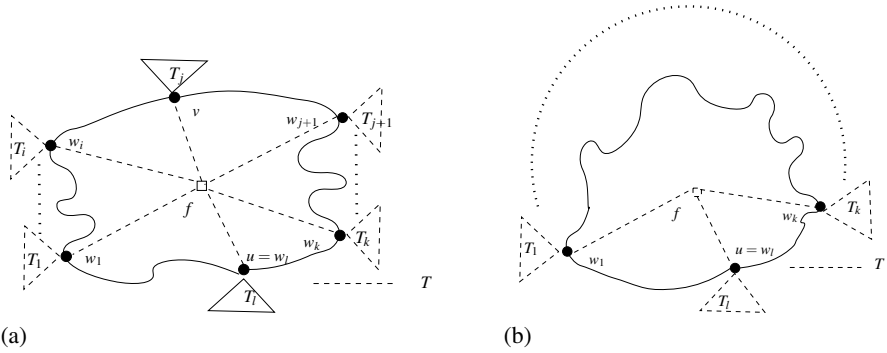 T_j
v
w_{j+1}
T_{j+1}
T_i
w_i
f
T_1
w_1
u = w_l
w_k
T_k
T_l
T
(a)
T_1
w_1
f
w_k
T_k
u = w_l
T_l
T
(b)